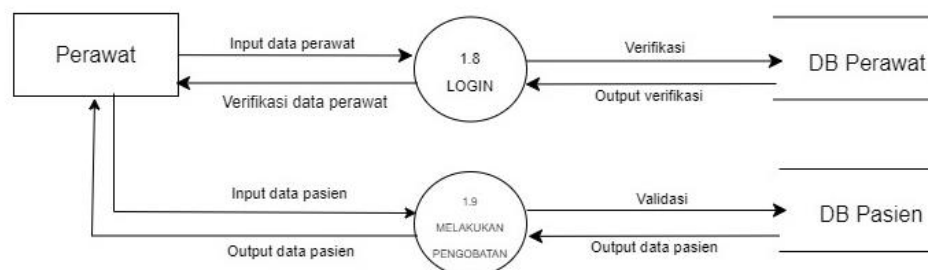 Perawat
Input data perawat
Verifikasi data perawat
1.8
LOGIN
Verifikasi
Output verifikasi
DB Perawat
Input data pasien
Output data pasien
1.9
MELAKUKAN
PENGOBATAN
Validasi
Output data pasien
DB Pasien